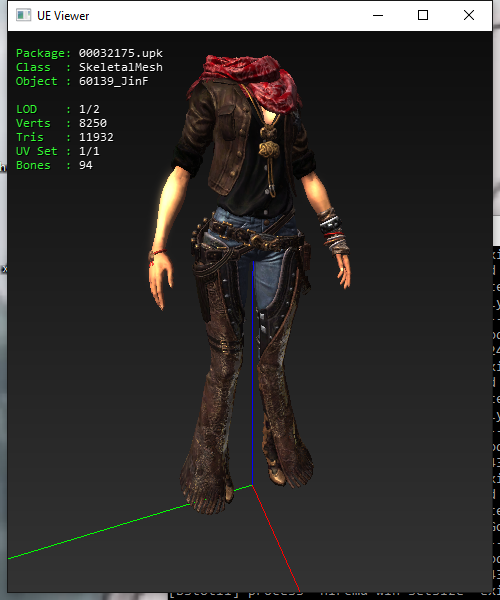 UE Viewer
Package: 00032175.upk
Class : SkeletalMesh
Object : 60139_JinF
LOD : 1/2
Verts : 8250
Tris : 11932
UV Set : 1/1
Bones : 94